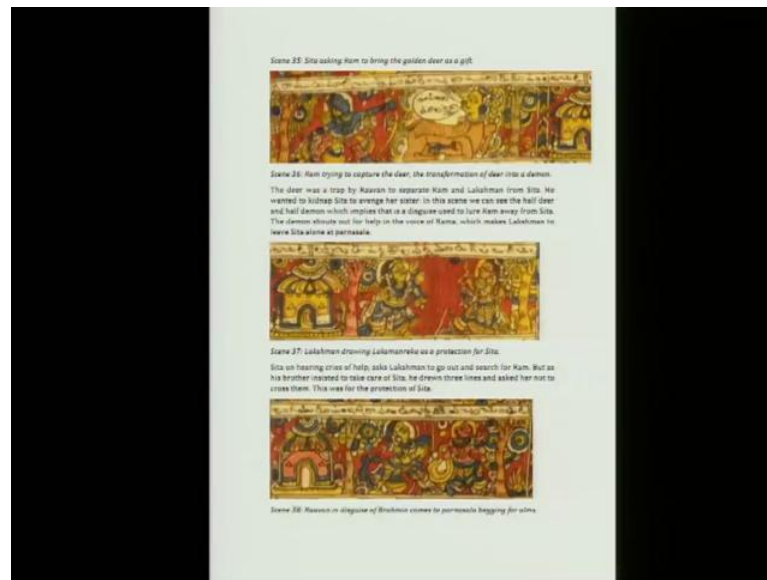 Scene 35: Sita asking Ram to bring the golden deer as a gift.
Scene 36: Ram trying to capture the deer, the transformation of deer into a demon.
The deer was a trap by Raavan to separate Ram and Lakshman from Sita. He
wanted to kidnap Sita to avenge her sister. In this scene we can see the half deer
and half demon which implies that is a disguise used to lure Ram away from Sita.
The demon shouts out for help in the voice of Rama, which makes Lakshman to
leave Sita alone at parnasala.
Scene 37: Lakshman drawing Laksmanreka as a protection for Sita.
Sita on hearing cries of help, asks Lakshman to go out and search for Ram. But as
his brother insisted to take care of Sita, he drewn three lines and asked her not to
cross them. This was for the protection of Sita.
Scene 38: Raavan in disguise of Brahmin comes to parnasala begging for alms.